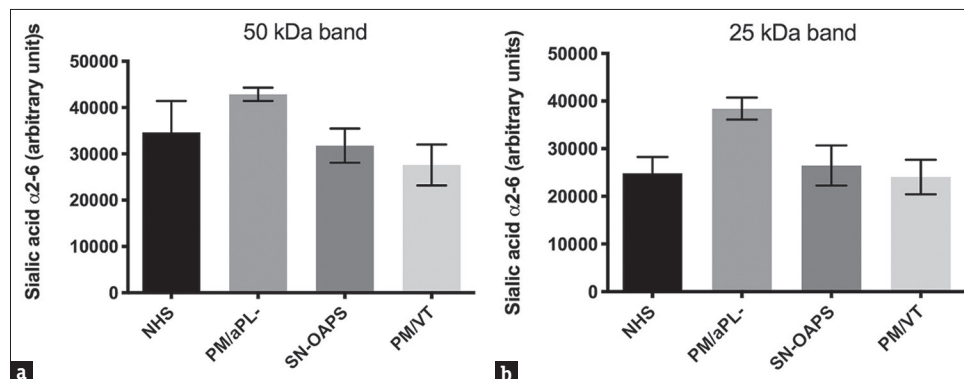 50 kDa band
Sialic acid α2-6 (arbitrary unit)s
50000
40000
30000
20000
10000
0
NHS
PM/aPL-
SN-OAPS
PM/VT
a
25 kDa band
Sialic acid α2-6 (arbitrary units)
50000
40000
30000
20000
10000
0
NHS
PM/aPL-
SN-OAPS
PM/VT
b